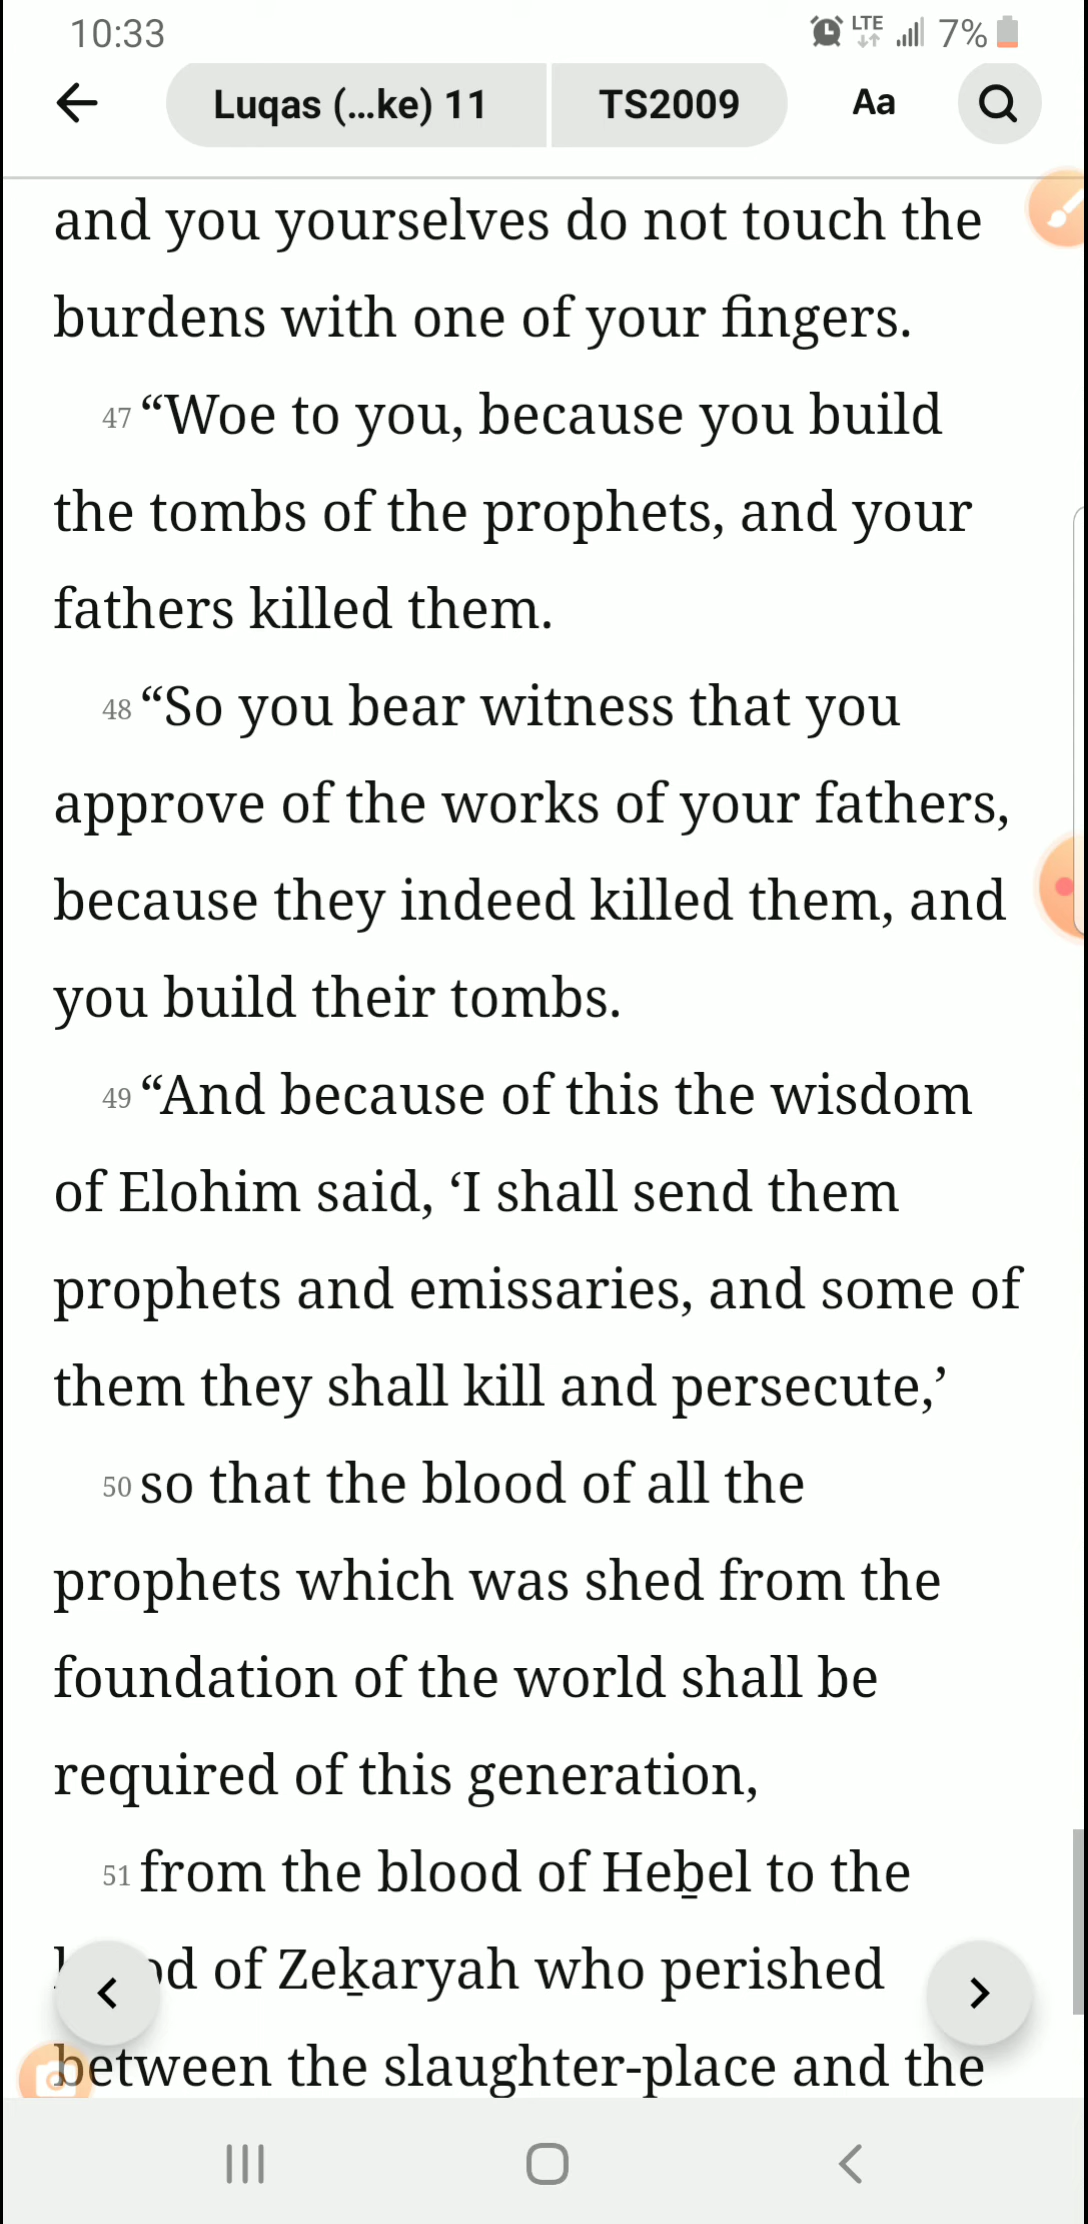 10:33 LTE 7%
Luqas (...ke) 11 TS2009 Aa
and you yourselves do not touch the
burdens with one of your fingers.
47 “Woe to you, because you build
the tombs of the prophets, and your
fathers killed them.
48 “So you bear witness that you
approve of the works of your fathers,
because they indeed killed them, and
you build their tombs.
49 “And because of this the wisdom
of Elohim said, ‘I shall send them
prophets and emissaries, and some of
them they shall kill and persecute,’
50 so that the blood of all the
prophets which was shed from the
foundation of the world shall be
required of this generation,
51 from the blood of Heḇel to the
of Zeḵaryah who perished
between the slaughter-place and the